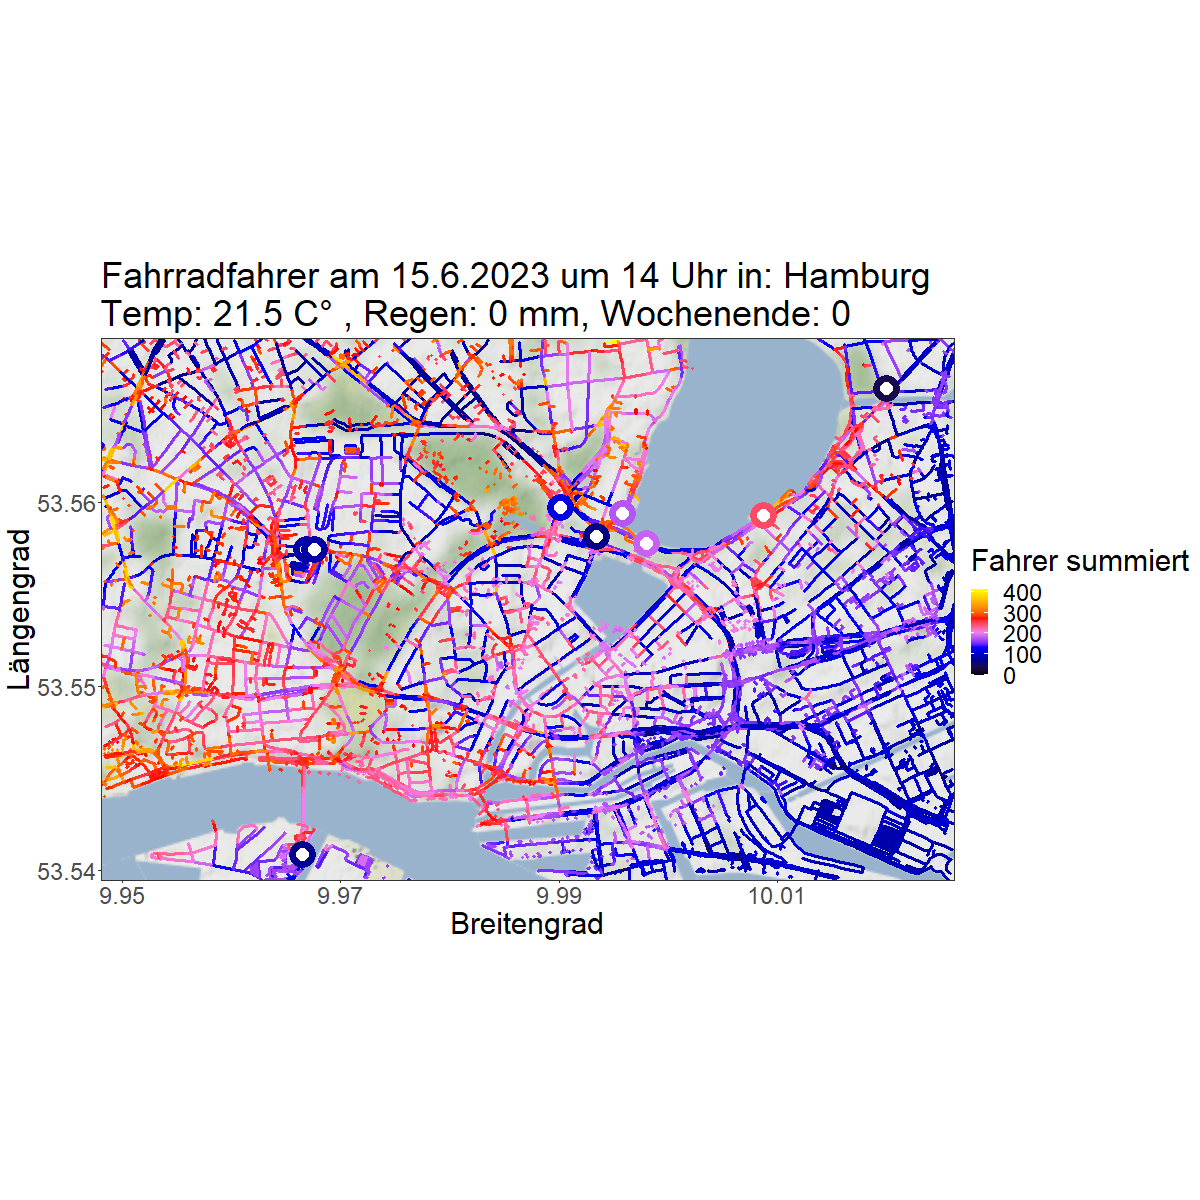 Fahrradfahrer am 15.6.2023 um 14 Uhr in: Hamburg
Temp: 21.5 C° , Regen: 0 mm, Wochenende: 0
53.56
53.55
53.54
Längengrad
9.95
9.97
9.99
10.01
Breitengrad
Fahrer summiert
400
300
200
100
0